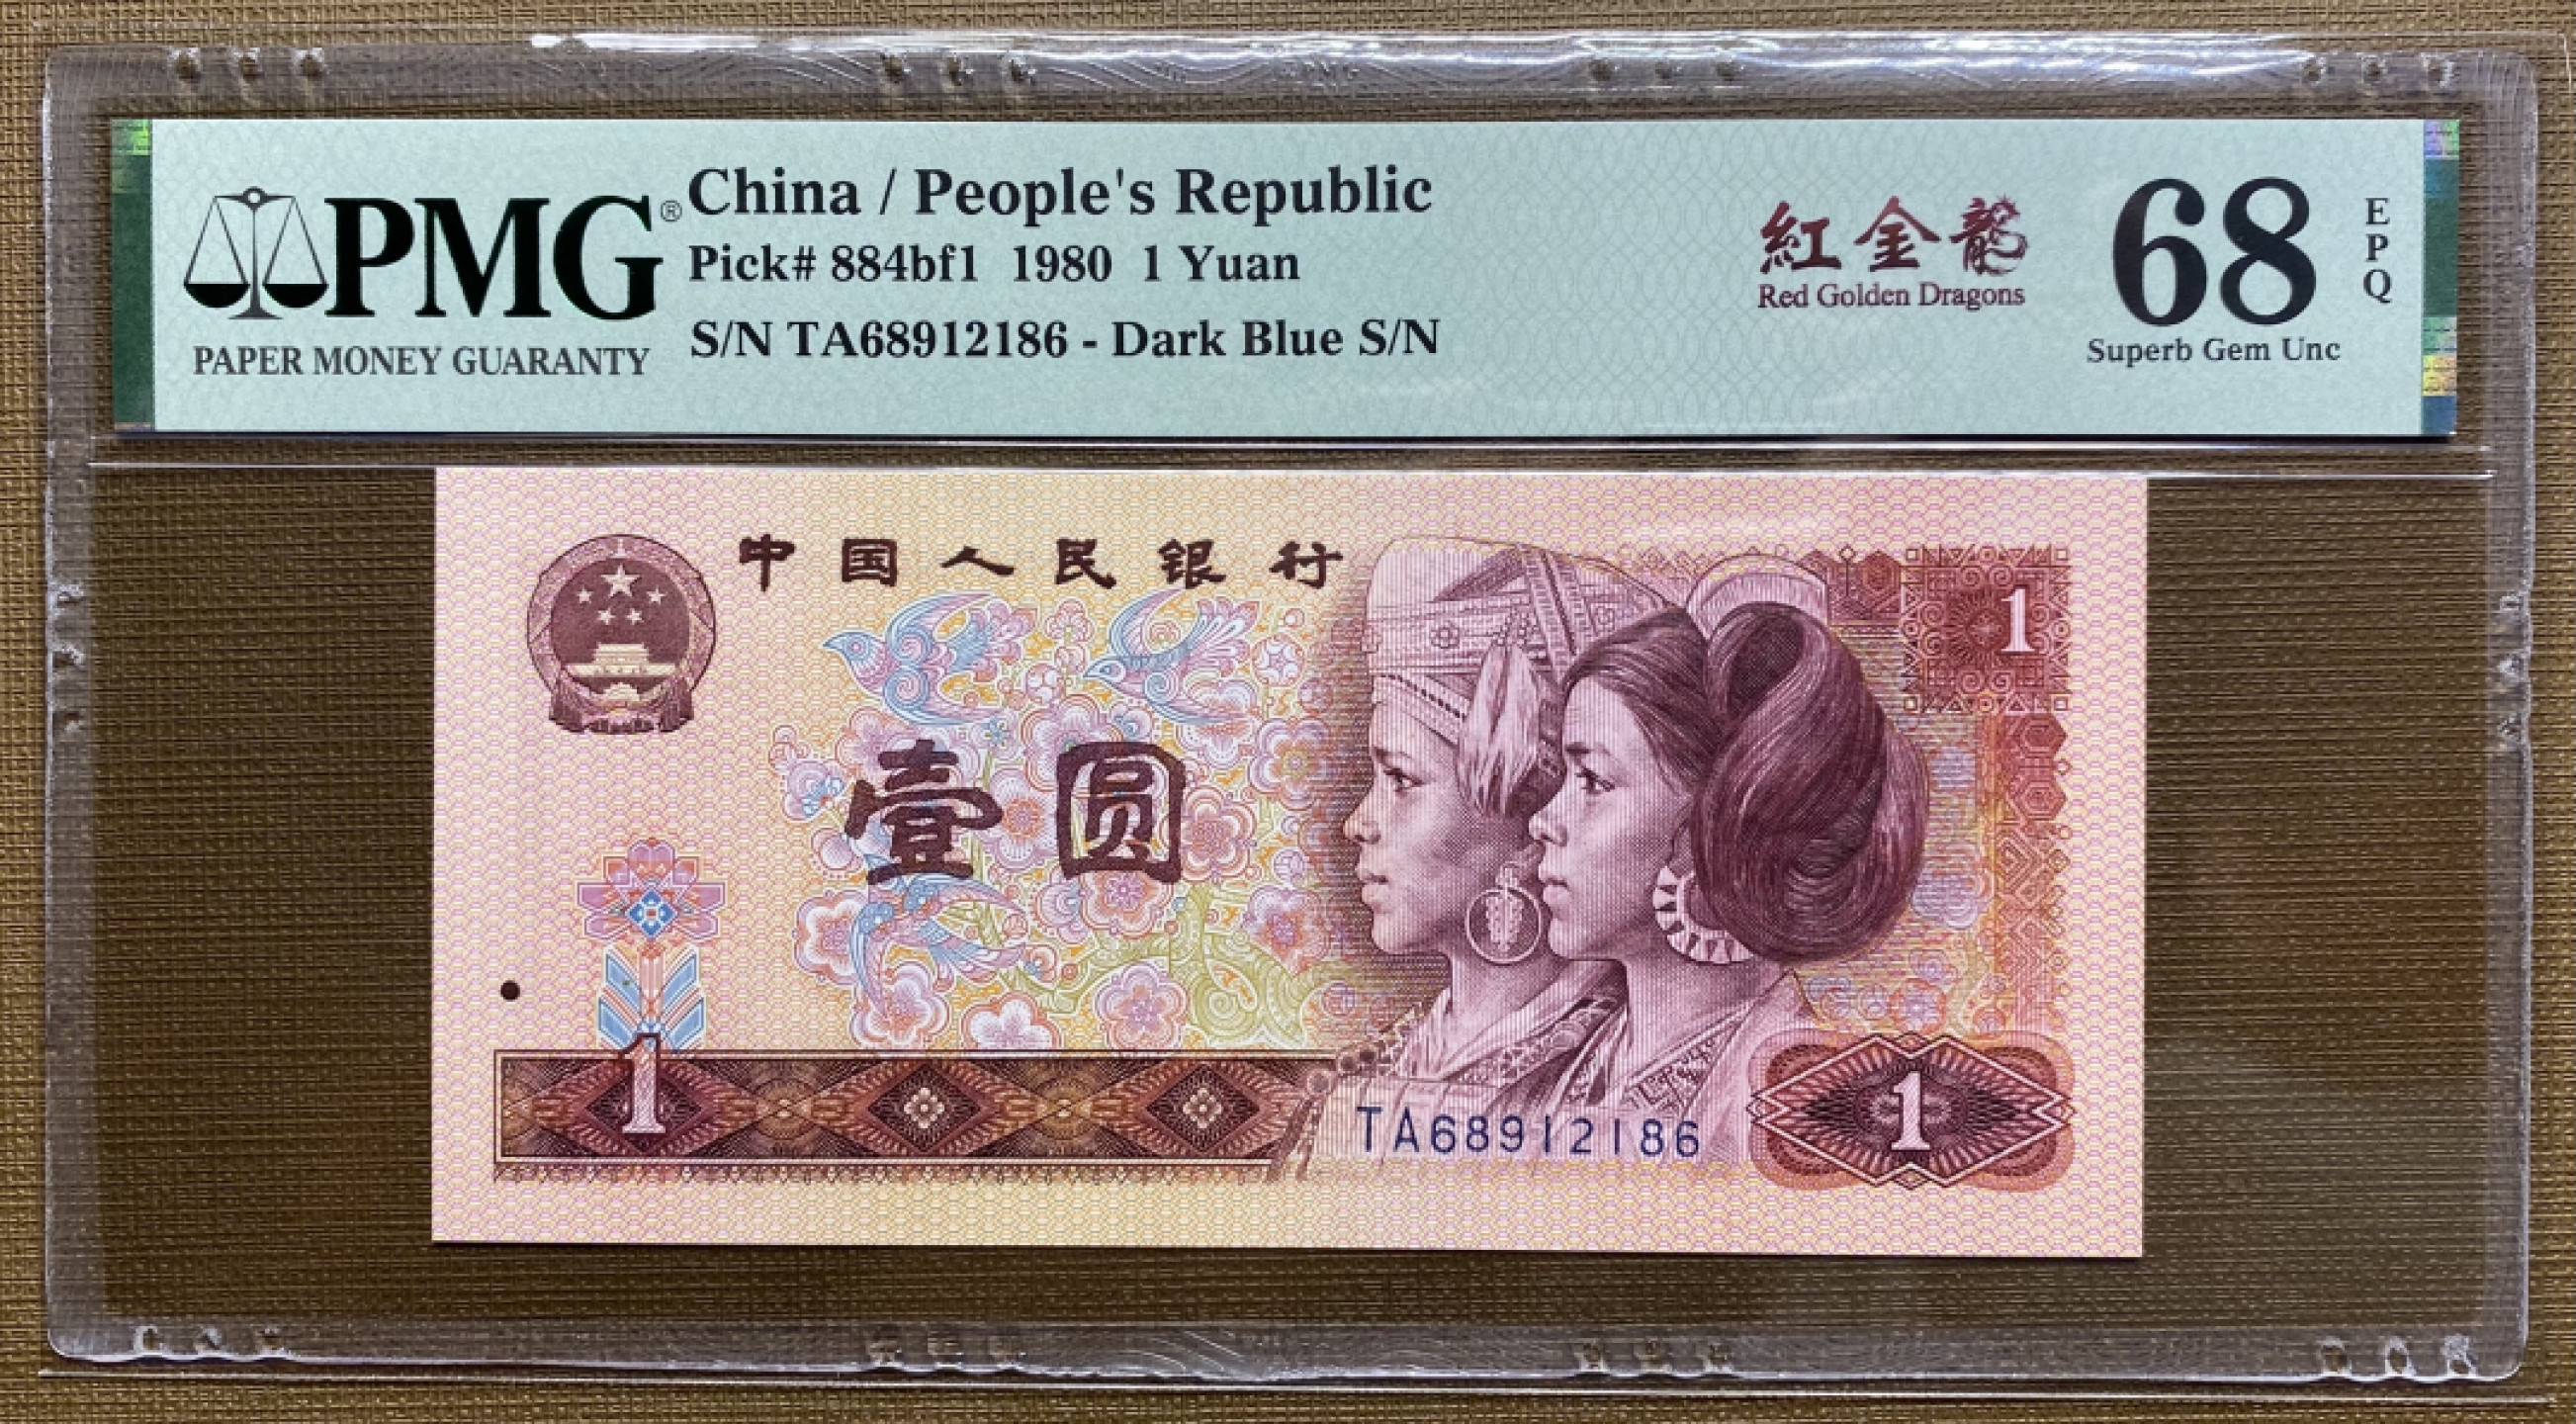 PMG®
PAPER MONEY GUARANTY
China / People's Republic
Pick# 884bf1 1980 1 Yuan
S/N TA68912186 - Dark Blue S/N
紅金龍
Red Golden Dragons
68
EPQ
Superb Gem Unc
中国人民银行
1
壹圆
1
TA68912186
1